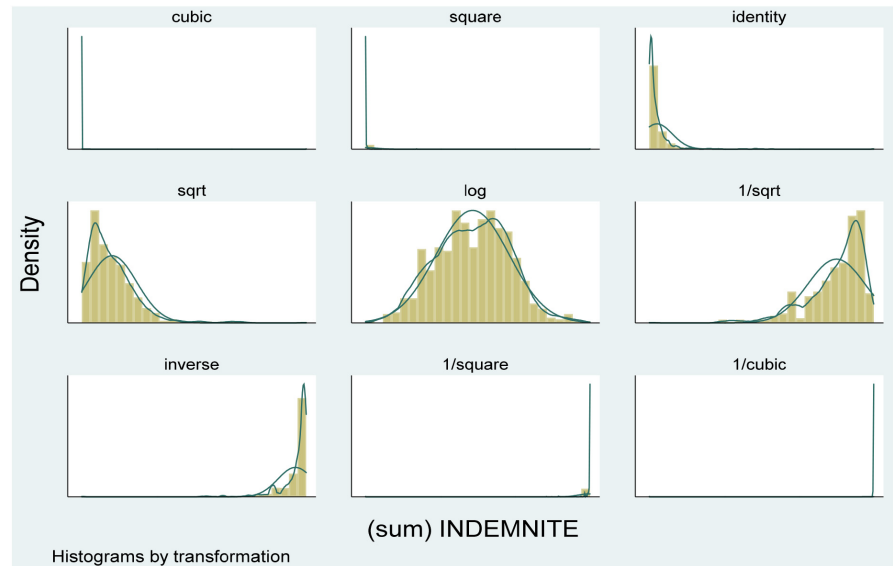 cubic
square
identity
sqrt
log
1/sqrt
inverse
1/square
1/cubic
Density
(sum) INDEMNITE
Histograms by transformation